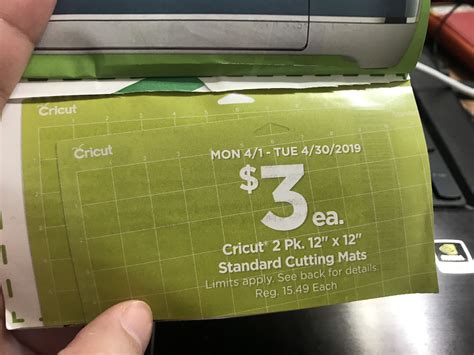 Cricut
Cricut
MON 4/1 - TUE 4/30/2019
$3 ea.
Cricut® 2 Pk. 12" x 12"
Standard Cutting Mats
Limits apply. See back for details.
Reg. 15.49 Each